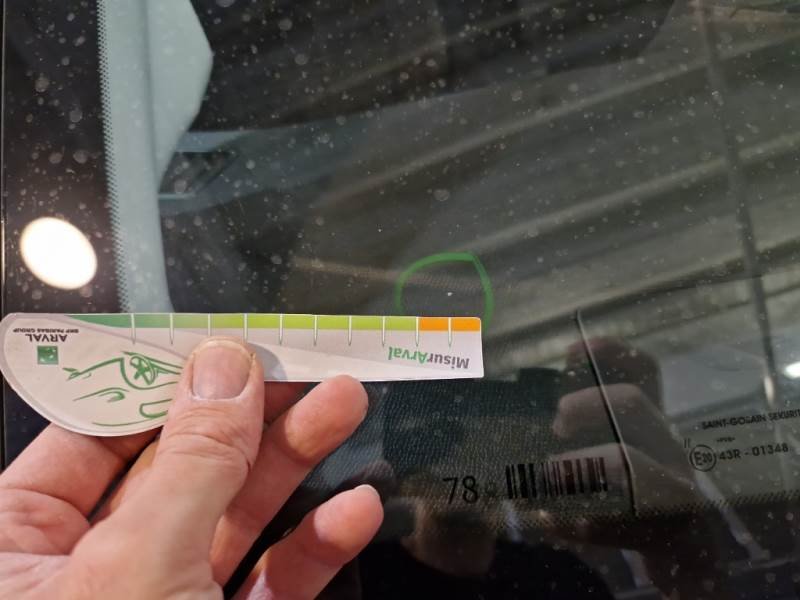 ARVAL
BNP PARIBAS GROUP
MisurArval
78
SAINT-GOBAIN SEKURIT
E20 43R - 01348